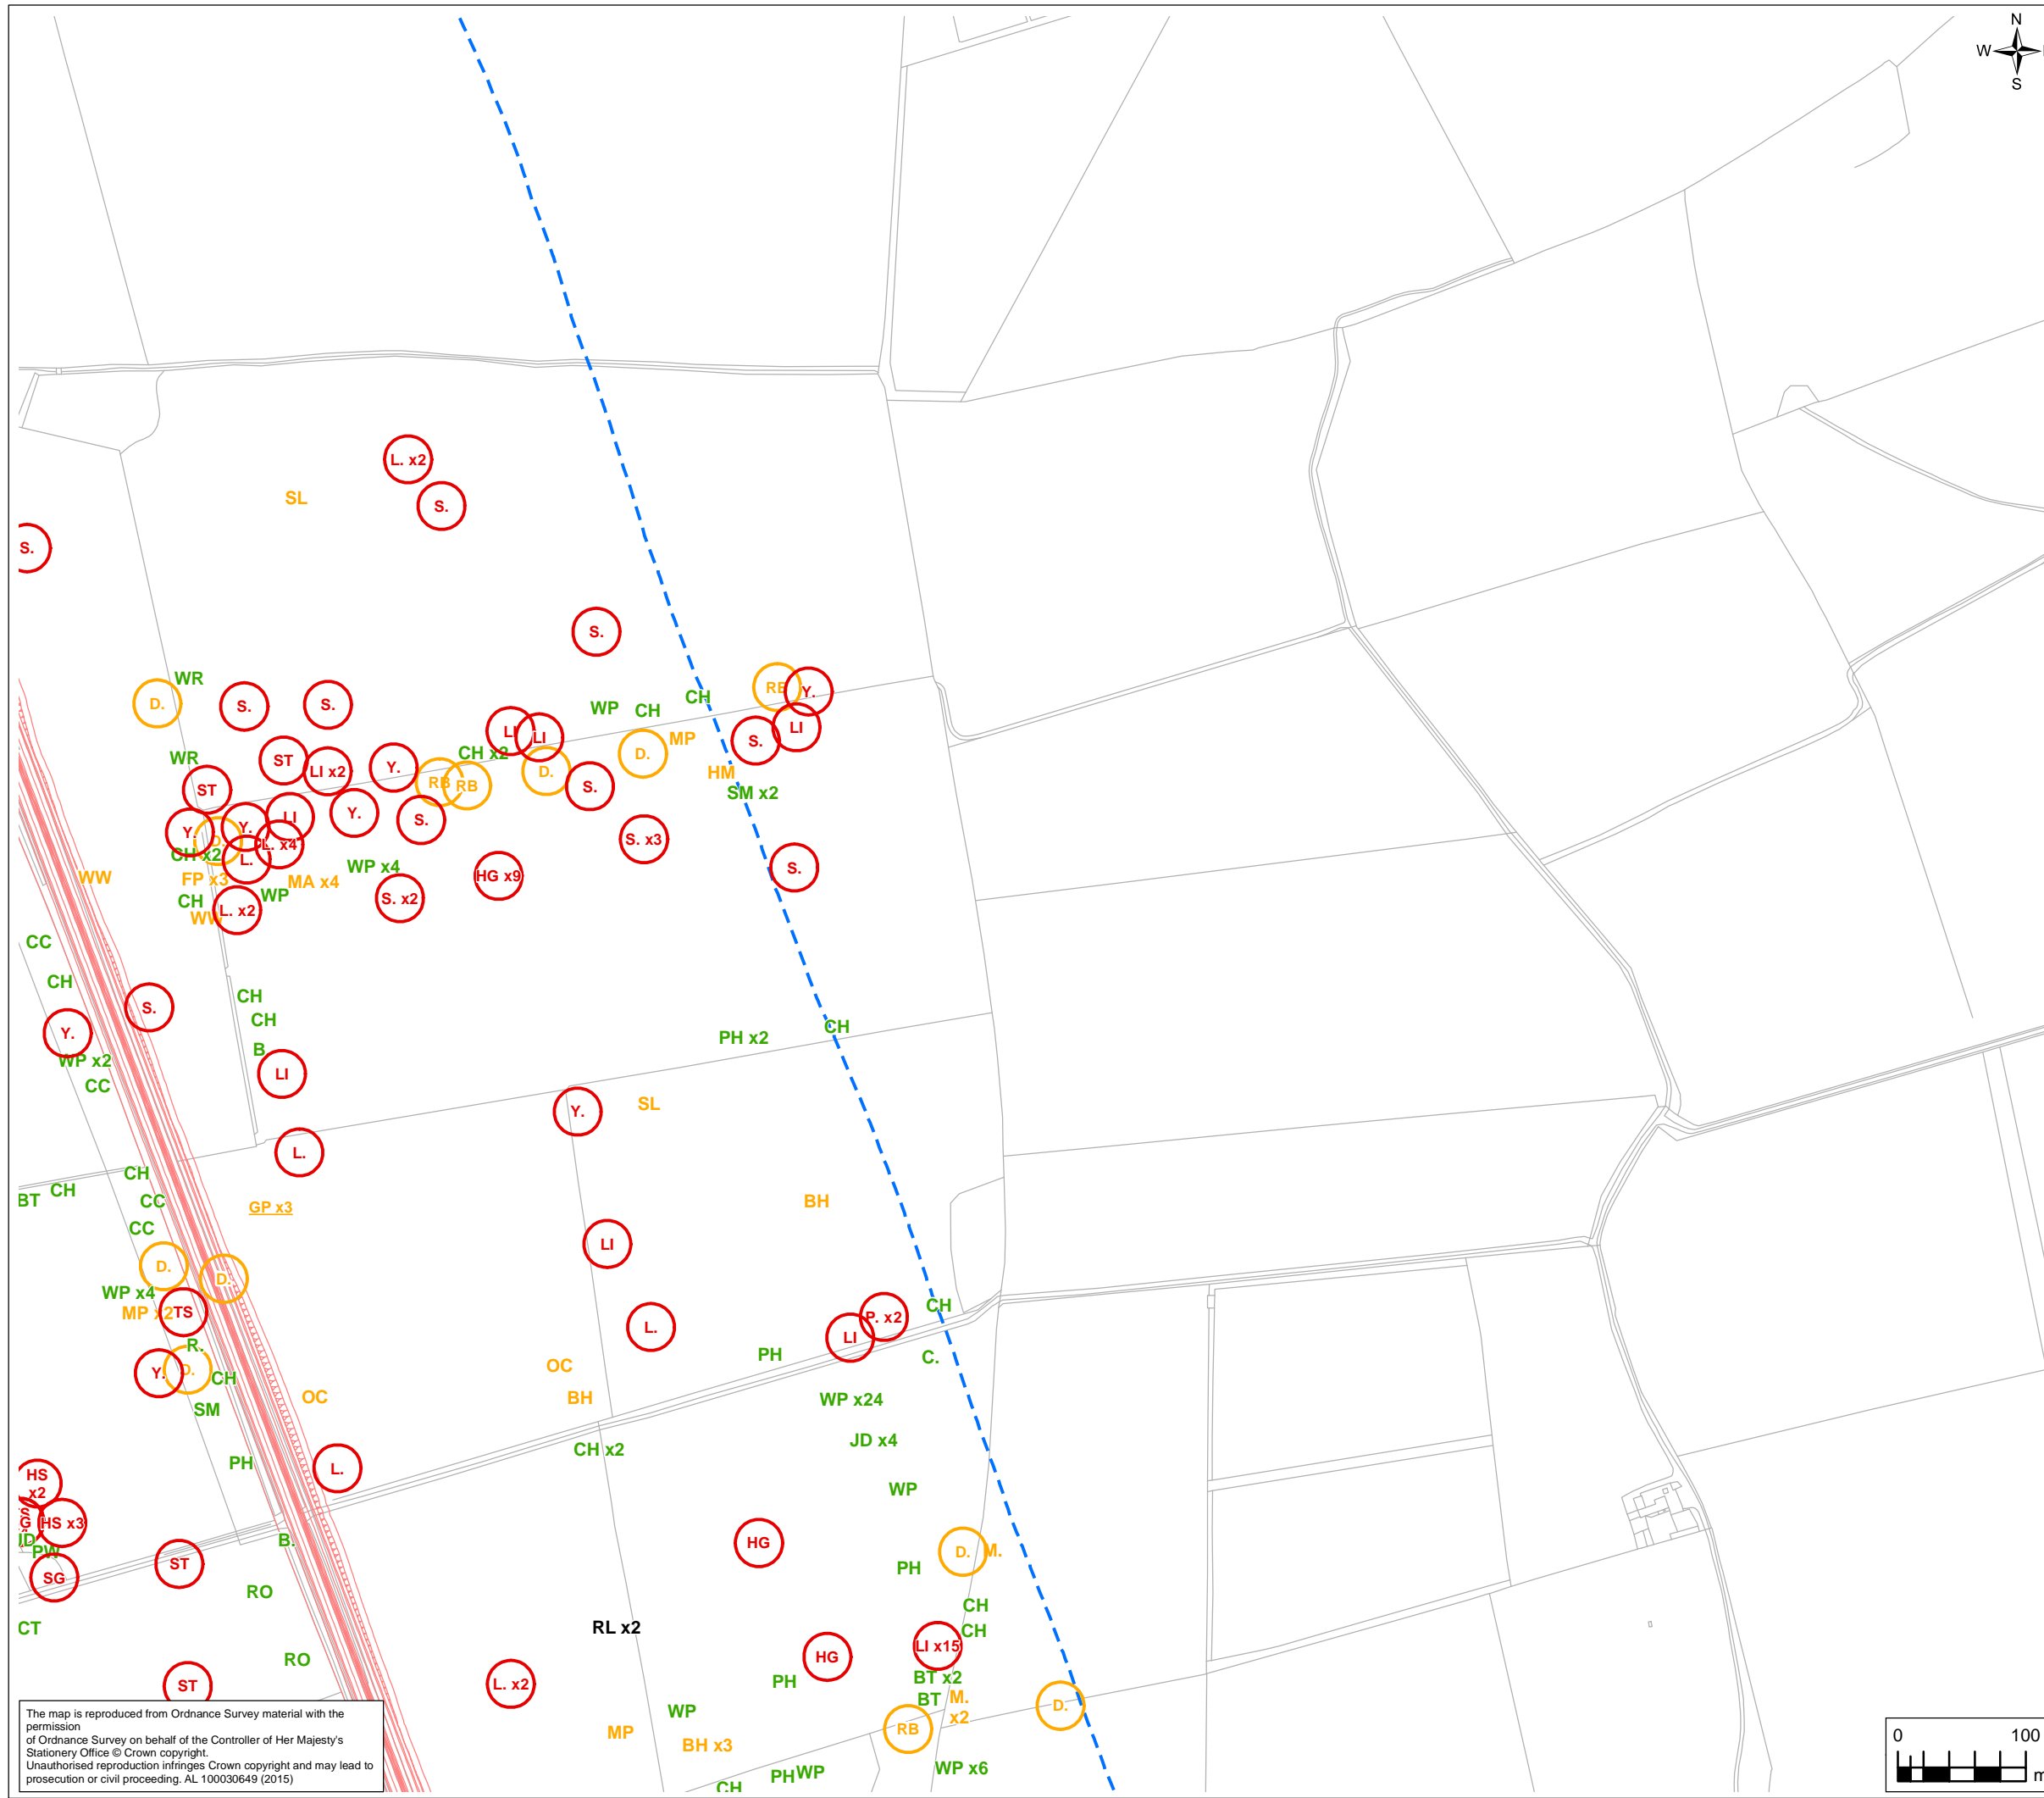 N
W
S
L. x2
SL
S.
S.
S.
WR
RB
Y.
D.
S.
S.
CH
WP
CH
LI
LI
LI
S.
MP
CH x2
D.
WR
ST
LI x2
Y.
D.
HM
RB
RB
S.
ST
SM x2
Y.
LI
S.
Y.
Y.
D.
S. x3
L. x4
CH x2
L.
WP x4
S.
WW
FP x3
MA x4
HG x9
WP
S. x2
CH
L. x2
WW
CC
CH
CH
S.
CH
CH
Y.
PH x2
B.
WP x2
LI
CC
SL
Y.
L.
CH
CH
BT
CC
BH
GP x3
CC
LI
D.
D.
WP x4
CH
MP x2
TS
P. x2
L.
LI
R.
PH
C.
OC
Y.
D.
CH
OC
BH
WP x24
SM
JD x4
CH x2
PH
L.
HS
x2
WP
HS x3
B.
HG
PW
D.
M.
ST
PH
SG
RO
CH
CT
RL x2
CH
LI x15
RO
HG
BT x2
PH
ST
L. x2
BT
M.
x2
D.
WP
RB
MP
BH x3
WP x6
PH
WP
CH
The map is reproduced from Ordnance Survey material with the
permission
of Ordnance Survey on behalf of the Controller of Her Majesty's
Stationery Office © Crown copyright.
Unauthorised reproduction infringes Crown copyright and may lead to
prosecution or civil proceeding. AL 100030649 (2015)
0 100
m